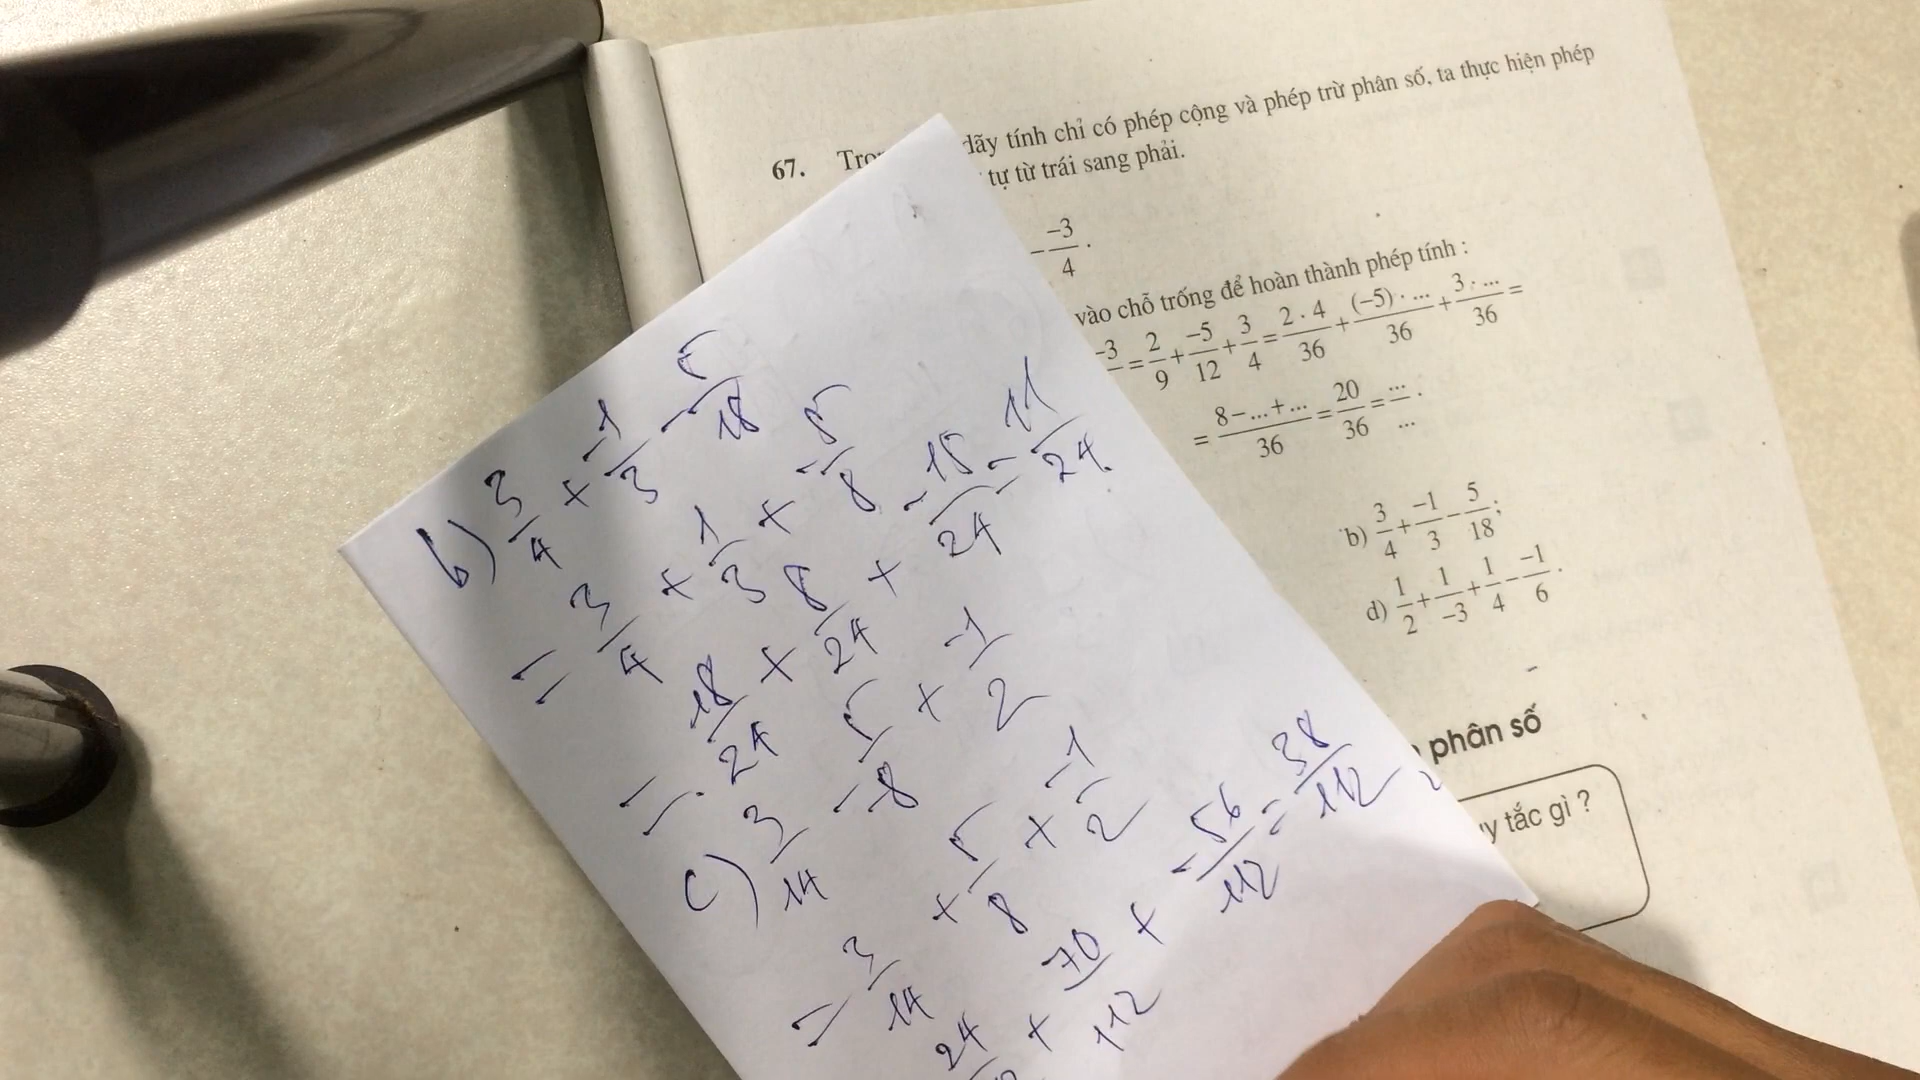 67. Tro lãy tính chỉ có phép cộng và phép trừ phân số, ta thực hiện phép
tự từ trái sang phải.
- -3/4 .
vào chỗ trống để hoàn thành phép tính :
-3 = 2/9 + -5/12 + 3/4 = 2 . 4/36 + (-5) . .../36 + 3 . .../36 =
= 8 - ... + .../36 = 20/36 = .../... .
b) 3/4 + -1/3 - 5/18 ;
d) 1/2 + 1/-3 + 1/4 - -1/6 .
phân số
y tắc gì ?
b) 3/4 + -1/3 - 5/18
= 3/4 + 1/3 + -5/8
= 18/24 + 8/24 + -15/24 = 11/24 .
c) 3/14 - 5/-8 + -1/2
= 3/14 + 5/8 + -1/2
24 + 70/112 + -56/112 = 38/112